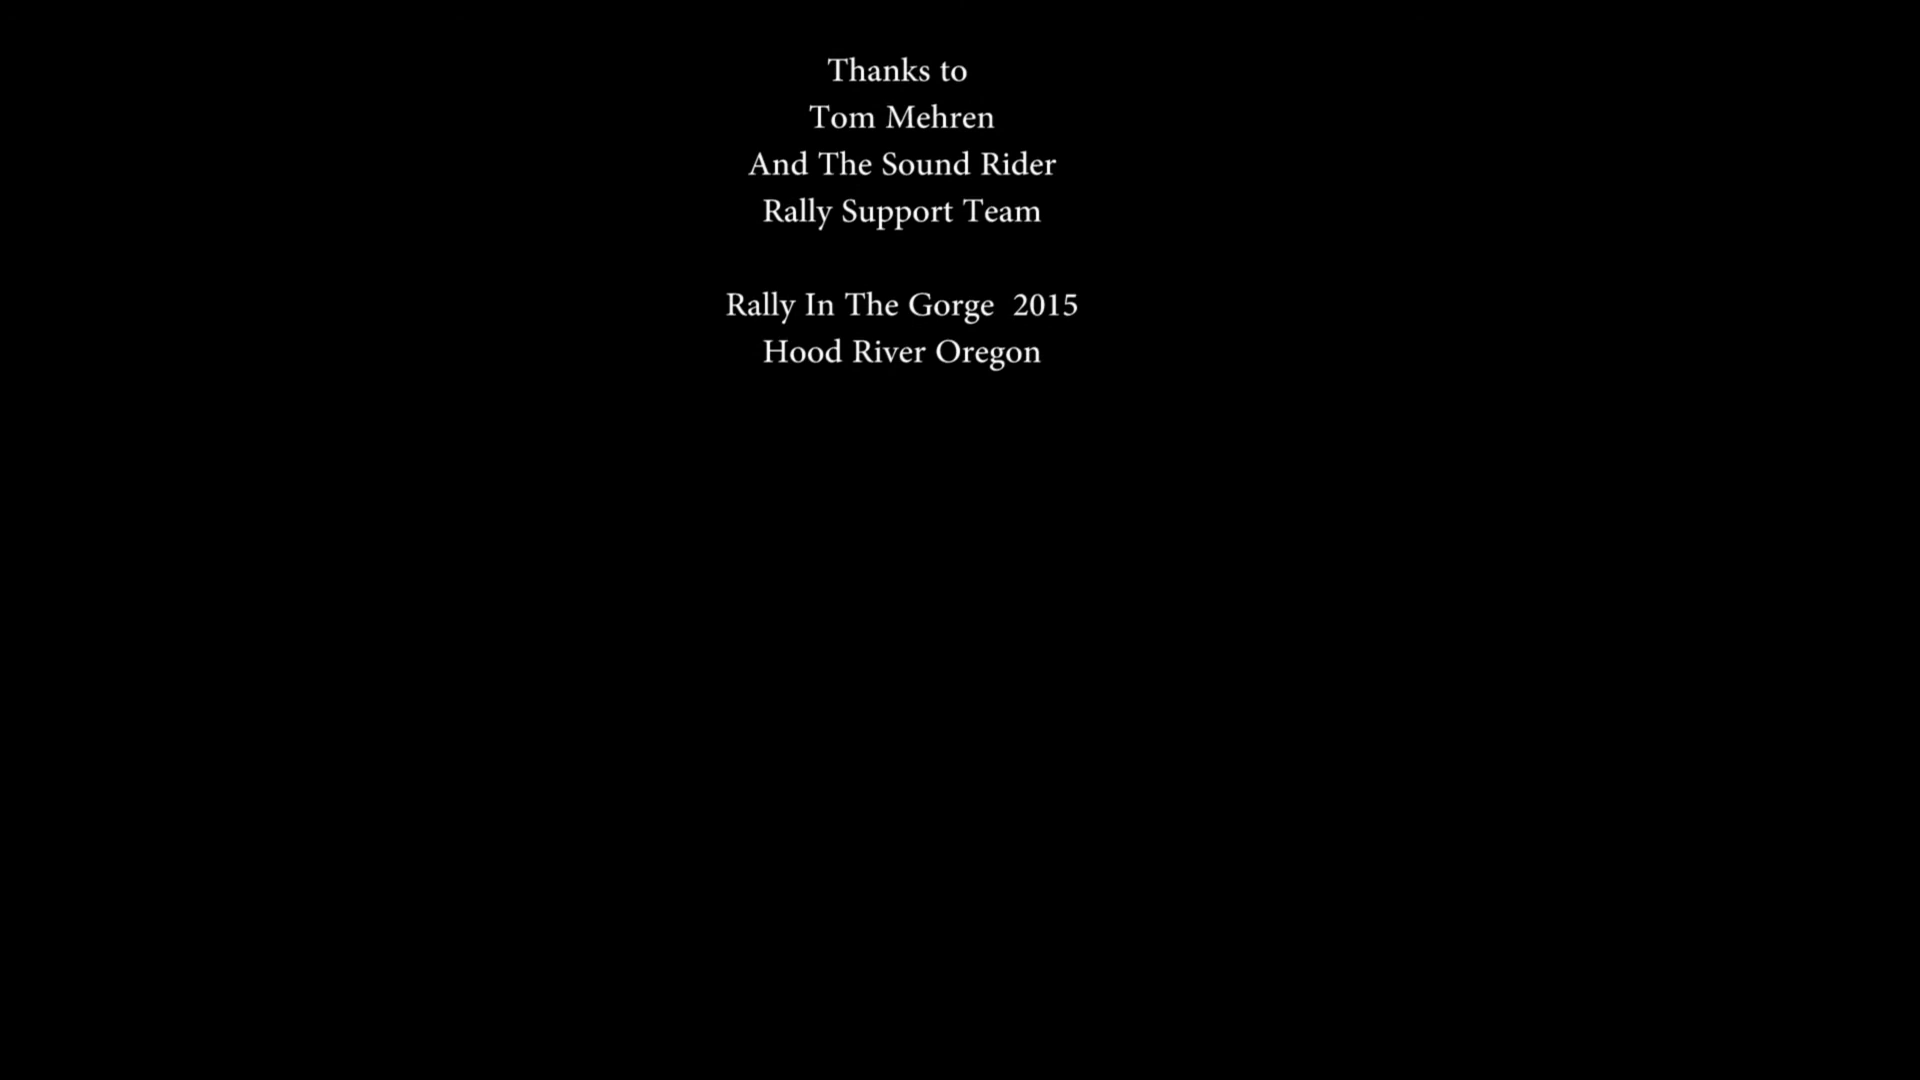 Thanks to
Tom Mehren
And The Sound Rider
Rally Support Team
Rally In The Gorge  2015
Hood River Oregon